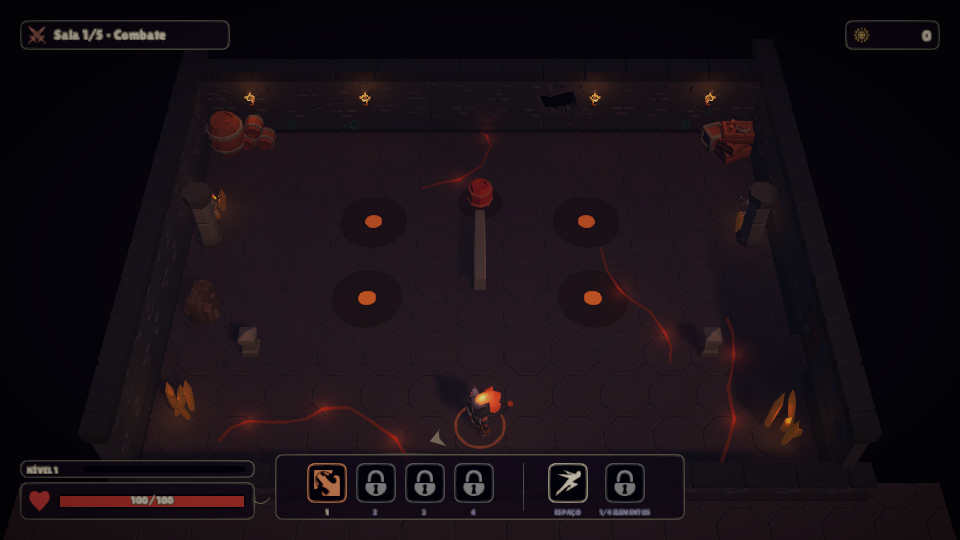 Sala 1/5 - Combate
0
NÍVEL 1
100/100
1
2
3
4
ESPAÇO
1/4 ELEMENTOS